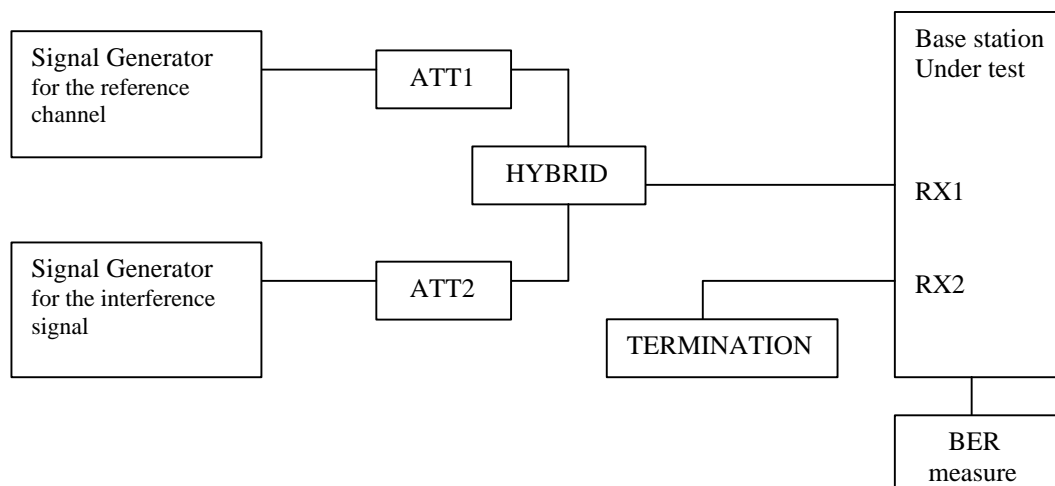 Signal Generator
for the reference
channel
ATT1
HYBRID
Base station
Under test
RX1
Signal Generator
for the interference
signal
ATT2
RX2
TERMINATION
BER
measure